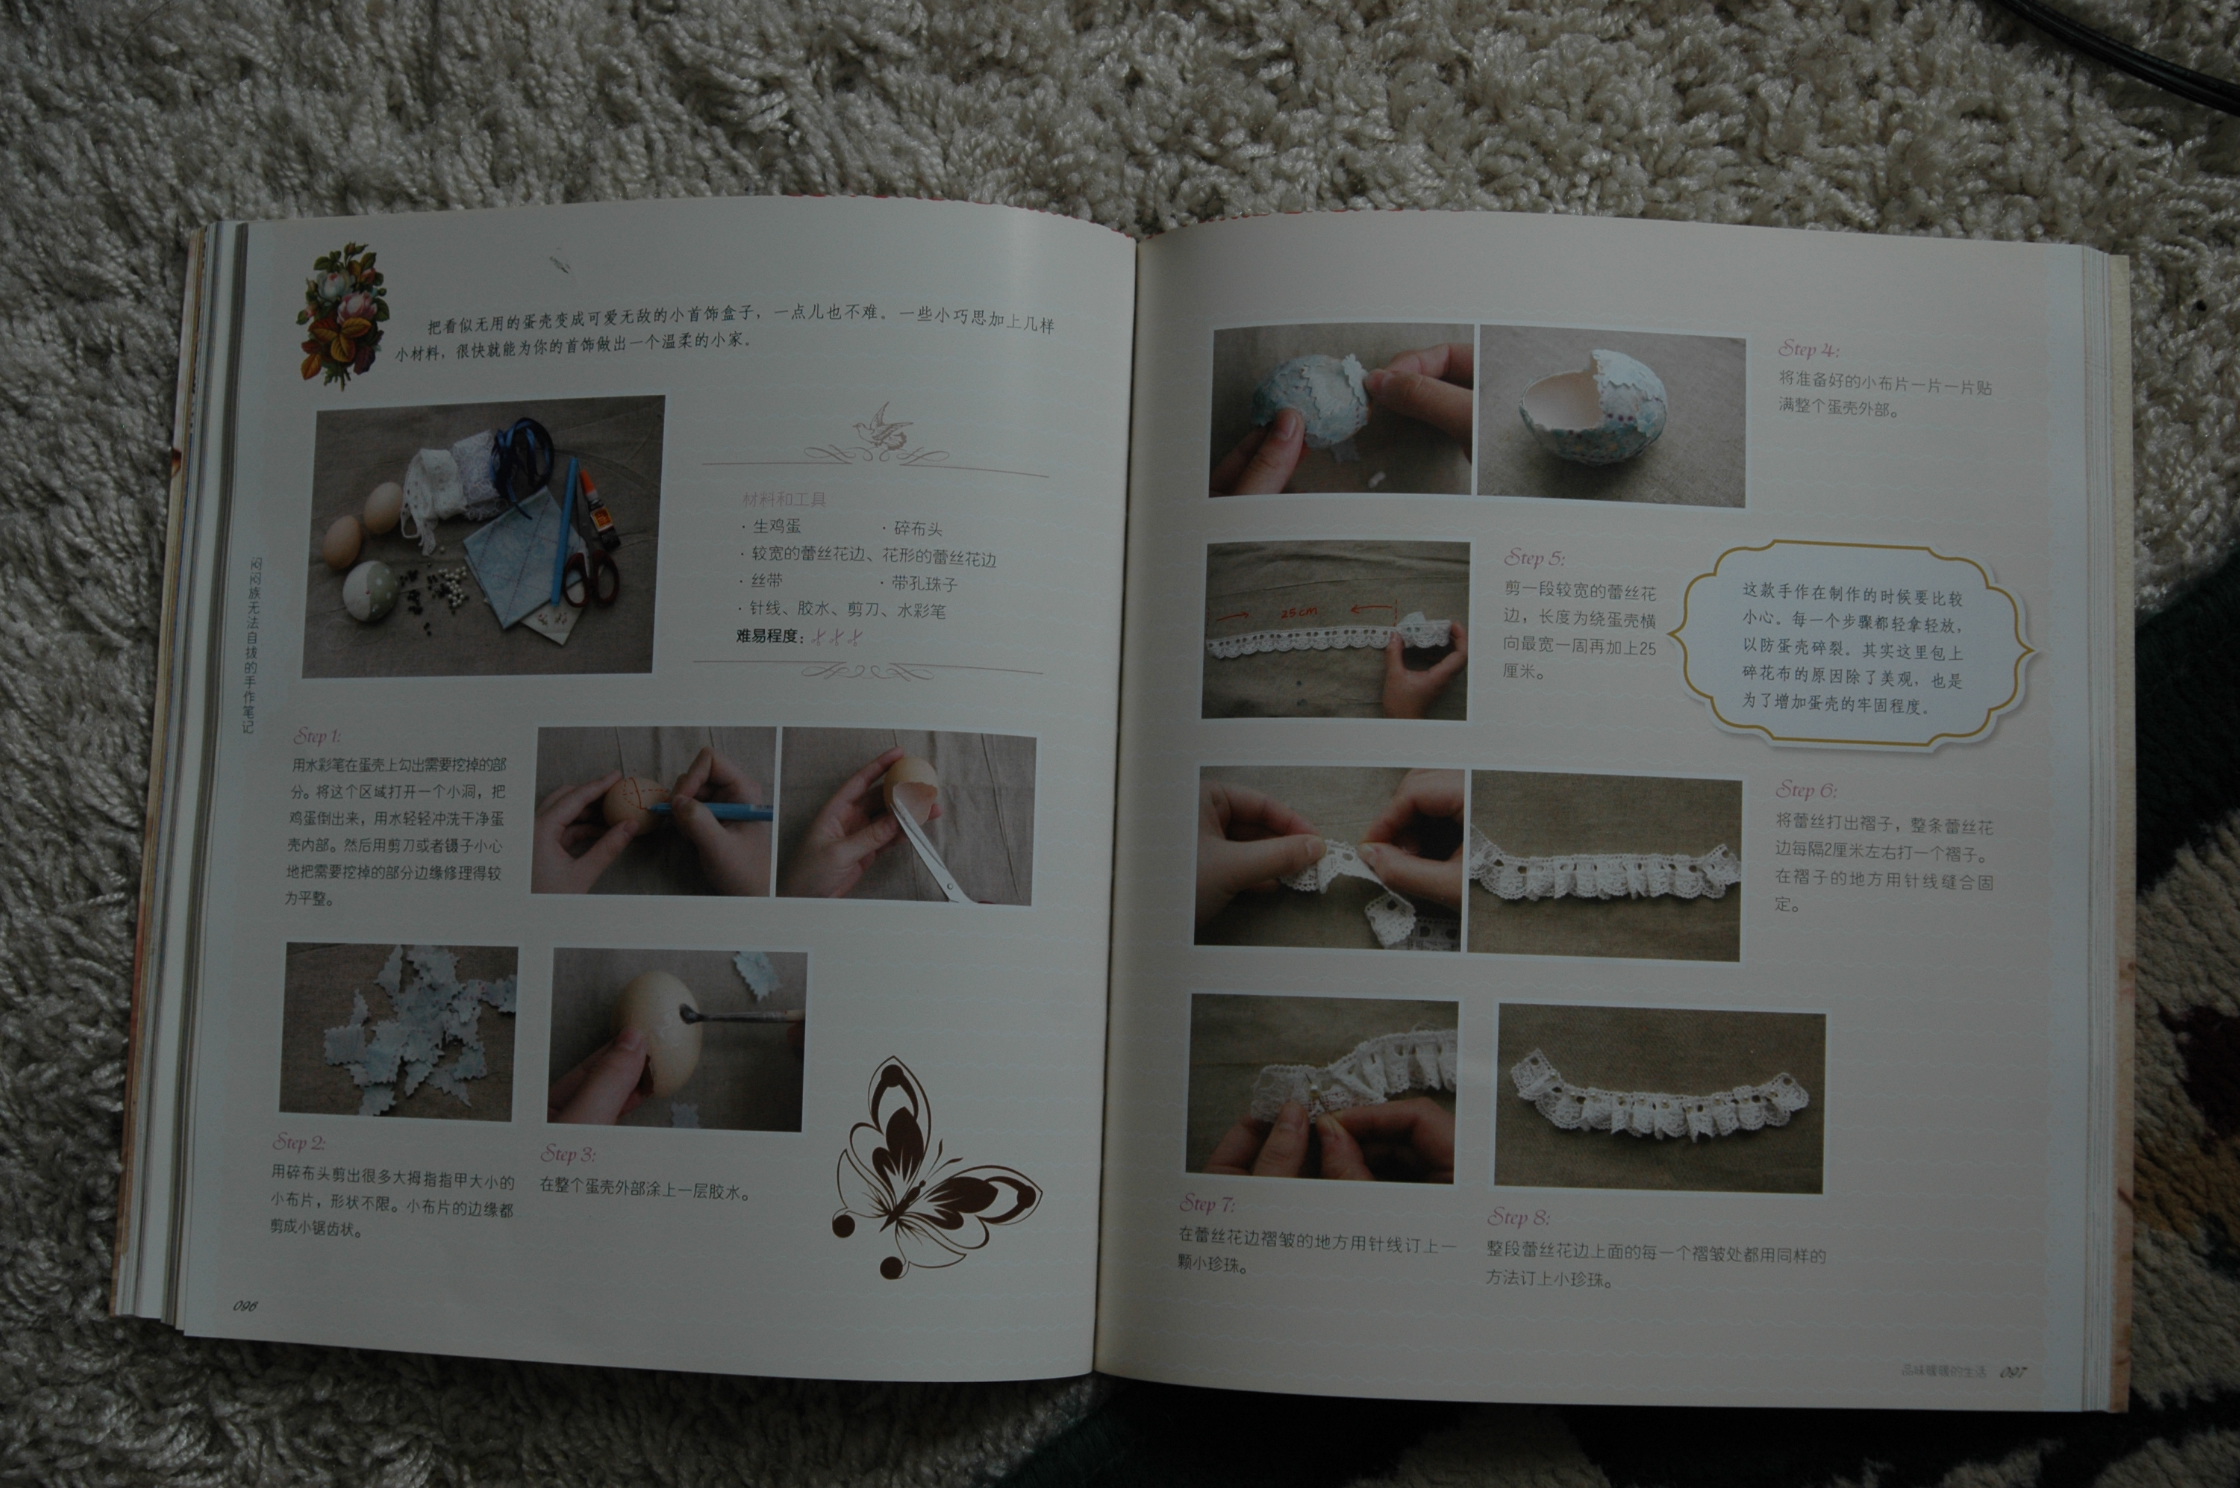 把看似无用的蛋壳变成可爱无敌的小首饰盒子，一点儿也不难。一些小巧思加上几样
小材料，很快就能为你的首饰做出一个温柔的小家。
材料和工具
· 生鸡蛋 · 碎布头
· 较宽的蕾丝花边、花形的蕾丝花边
· 丝带 · 带孔珠子
· 针线、胶水、剪刀、水彩笔
难易程度：
闷闷族无法自拔的手作笔记
Step 1:
用水彩笔在蛋壳上勾出需要挖掉的部
分。将这个区域打开一个小洞，把
鸡蛋倒出来，用水轻轻冲洗干净蛋
壳内部。然后用剪刀或者镊子小心
地把需要挖掉的部分边缘修理得较
为平整。
Step 2:
用碎布头剪出很多大拇指指甲大小的
小布片，形状不限。小布片的边缘都
剪成小锯齿状。
Step 3:
在整个蛋壳外部涂上一层胶水。
096
Step 4:
将准备好的小布片一片一片贴
满整个蛋壳外部。
25cm
Step 5:
剪一段较宽的蕾丝花
边，长度为绕蛋壳横
向最宽一周再加上25
厘米。
这款手作在制作的时候要比较
小心。每一个步骤都轻拿轻放，
以防蛋壳碎裂。其实这里包上
碎花布的原因除了美观，也是
为了增加蛋壳的牢固程度。
Step 6:
将蕾丝打出褶子，整条蕾丝花
边每隔2厘米左右打一个褶子。
在褶子的地方用针线缝合固
定。
Step 7:
在蕾丝花边褶皱的地方用针线订上一
颗小珍珠。
Step 8:
整段蕾丝花边上面的每一个褶皱处都用同样的
方法订上小珍珠。
品味暖暖的生活 097